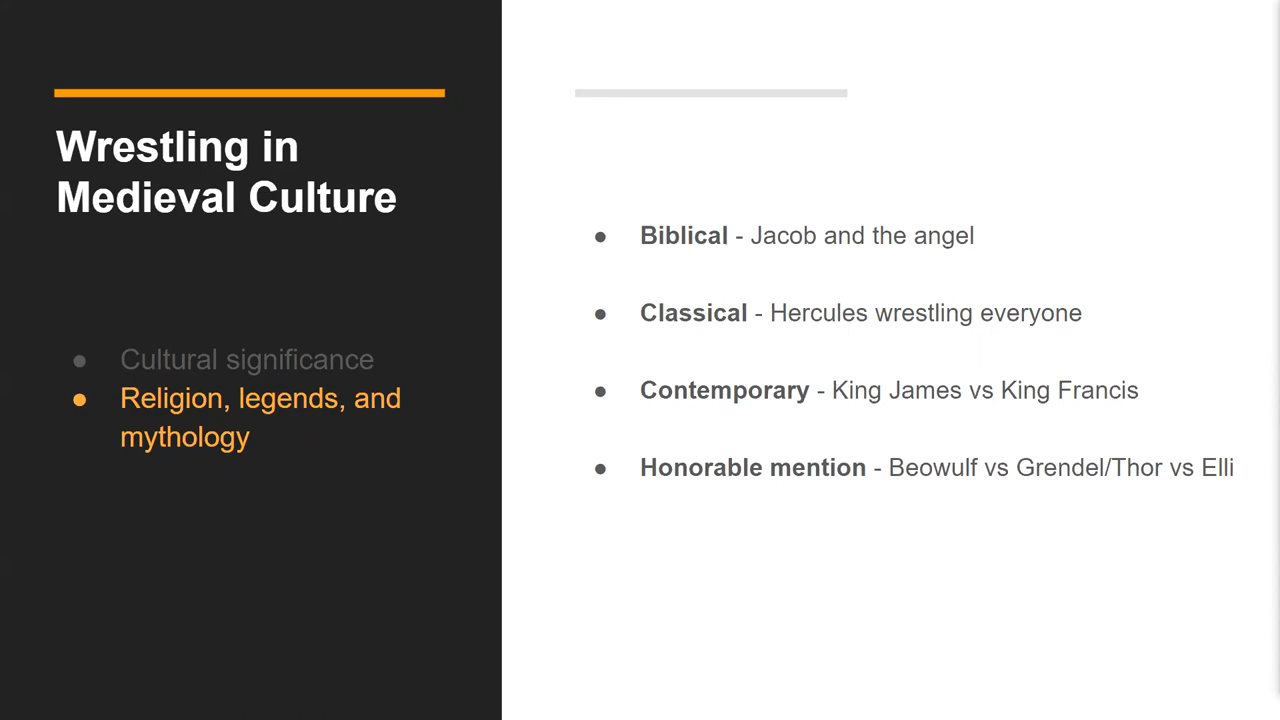 Wrestling in
Medieval Culture
● Cultural significance
● Religion, legends, and
mythology
● Biblical - Jacob and the angel
● Classical - Hercules wrestling everyone
● Contemporary - King James vs King Francis
● Honorable mention - Beowulf vs Grendel/Thor vs Elli